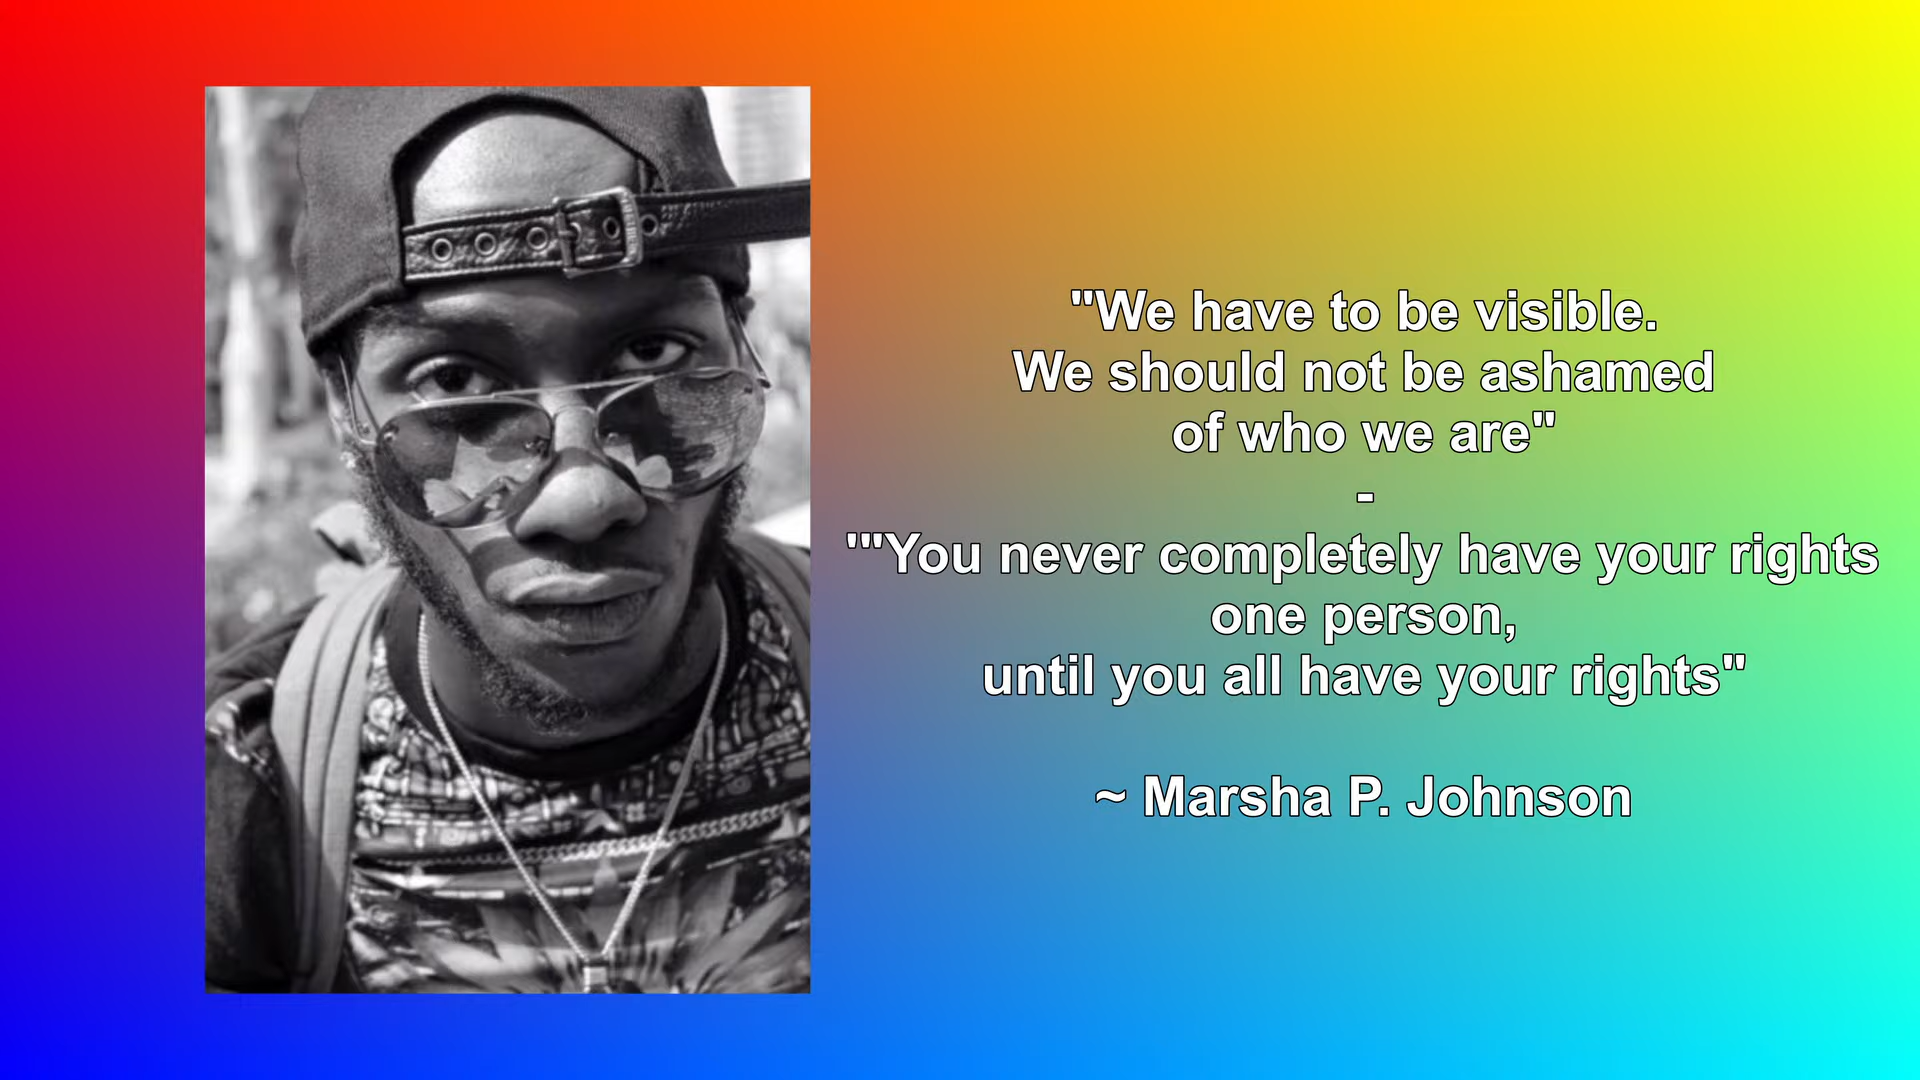 "We have to be visible.
We should not be ashamed
of who we are"
-
'"You never completely have your rights
one person,
until you all have your rights"
~ Marsha P. Johnson